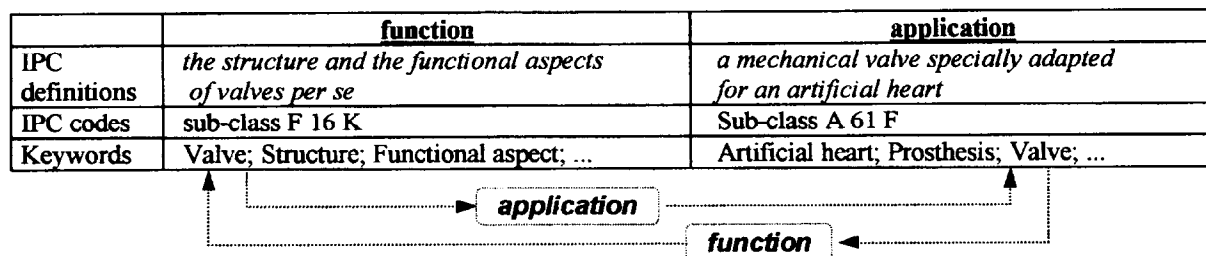 function application
IPC definitions the structure and the functional aspects of valves per se a mechanical valve specially adapted for an artificial heart
IPC codes sub-class F 16 K Sub-class A 61 F
Keywords Valve; Structure; Functional aspect; ... Artificial heart; Prosthesis; Valve; ...
application
function